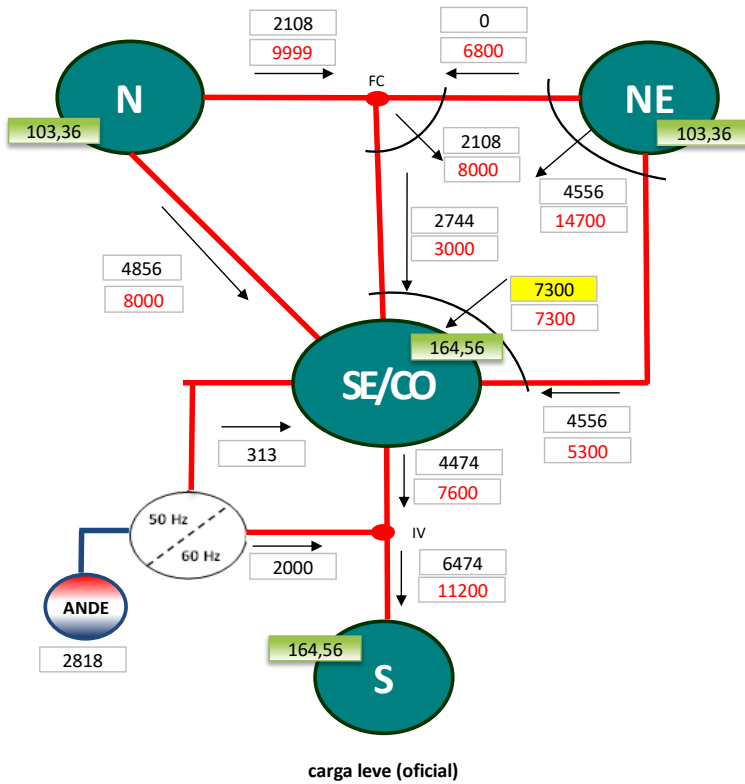 2108
9999
0
6800
FC
N
103,36
NE
103,36
2108
8000
4556
14700
2744
3000
4856
8000
7300
7300
164,56
SE/CO
4556
5300
313
4474
7600
50 Hz
60 Hz
IV
2000
6474
11200
ANDE
2818
164,56
S
carga leve (oficial)